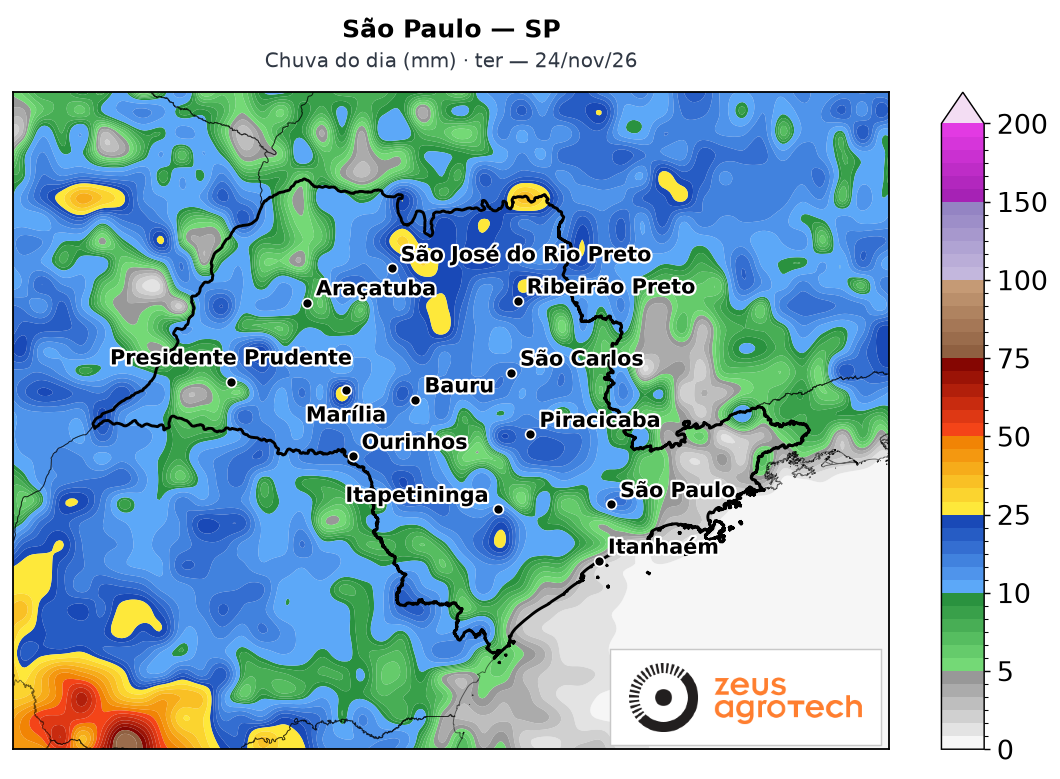 São Paulo — SP
Chuva do dia (mm) · ter — 24/nov/26
São José do Rio Preto
Araçatuba
Ribeirão Preto
Presidente Prudente
São Carlos
Bauru
Marília
Piracicaba
Ourinhos
Itapetininga
São Paulo
Itanhaém
zeus
agrotech
200
150
100
75
50
25
10
5
0